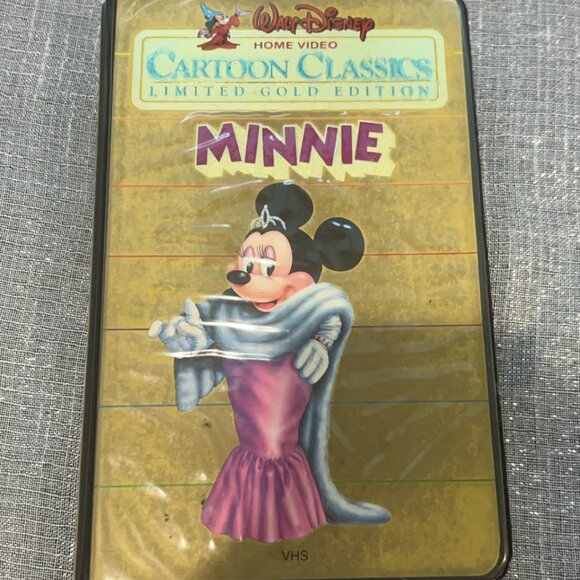 Walt Disney
HOME VIDEO
CARTOON CLASSICS
LIMITED GOLD EDITION
MINNIE
VHS